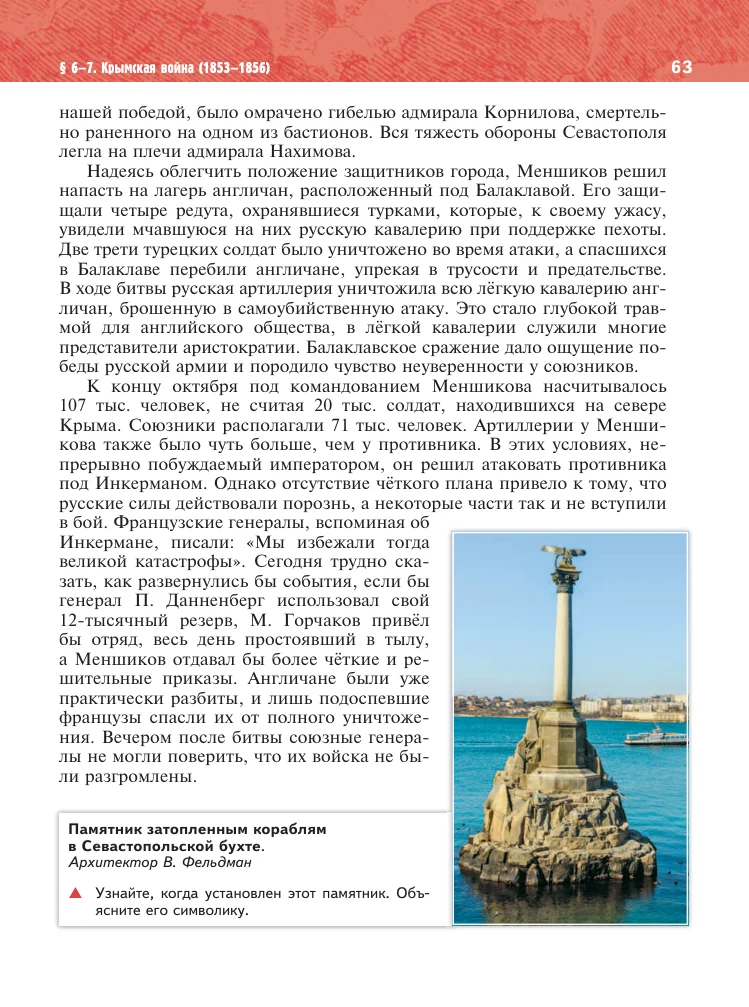 § 6–7. Крымская война (1853–1856)
63
нашей победой, было омрачено гибелью адмирала Корнилова, смертель-
но раненного на одном из бастионов. Вся тяжесть обороны Севастополя
легла на плечи адмирала Нахимова.
Надеясь облегчить положение защитников города, Меншиков решил
напасть на лагерь англичан, расположенный под Балаклавой. Его защи-
щали четыре редута, охранявшиеся турками, которые, к своему ужасу,
увидели мчавшуюся на них русскую кавалерию при поддержке пехоты.
Две трети турецких солдат было уничтожено во время атаки, а спасшихся
в Балаклаве перебили англичане, упрекая в трусости и предательстве.
В ходе битвы русская артиллерия уничтожила всю лёгкую кавалерию анг-
личан, брошенную в самоубийственную атаку. Это стало глубокой трав-
мой для английского общества, в лёгкой кавалерии служили многие
представители аристократии. Балаклавское сражение дало ощущение по-
беды русской армии и породило чувство неуверенности у союзников.
К концу октября под командованием Меншикова насчитывалось
107 тыс. человек, не считая 20 тыс. солдат, находившихся на севере
Крыма. Союзники располагали 71 тыс. человек. Артиллерии у Менши-
кова также было чуть больше, чем у противника. В этих условиях, не-
прерывно побуждаемый императором, он решил атаковать противника
под Инкерманом. Однако отсутствие чёткого плана привело к тому, что
русские силы действовали порознь, а некоторые части так и не вступили
в бой. Французские генералы, вспоминая об
Инкермане, писали: «Мы избежали тогда
великой катастрофы». Сегодня трудно ска-
зать, как развернулись бы события, если бы
генерал П. Данненберг использовал свой
12-тысячный резерв, М. Горчаков привёл
бы отряд, весь день простоявший в тылу,
а Меншиков отдавал бы более чёткие и ре-
шительные приказы. Англичане были уже
практически разбиты, и лишь подоспевшие
французы спасли их от полного уничтоже-
ния. Вечером после битвы союзные генера-
лы не могли поверить, что их войска не бы-
ли разгромлены.
Памятник затопленным кораблям
в Севастопольской бухте.
Архитектор В. Фельдман
▲ Узнайте, когда установлен этот памятник. Объ-
ясните его символику.